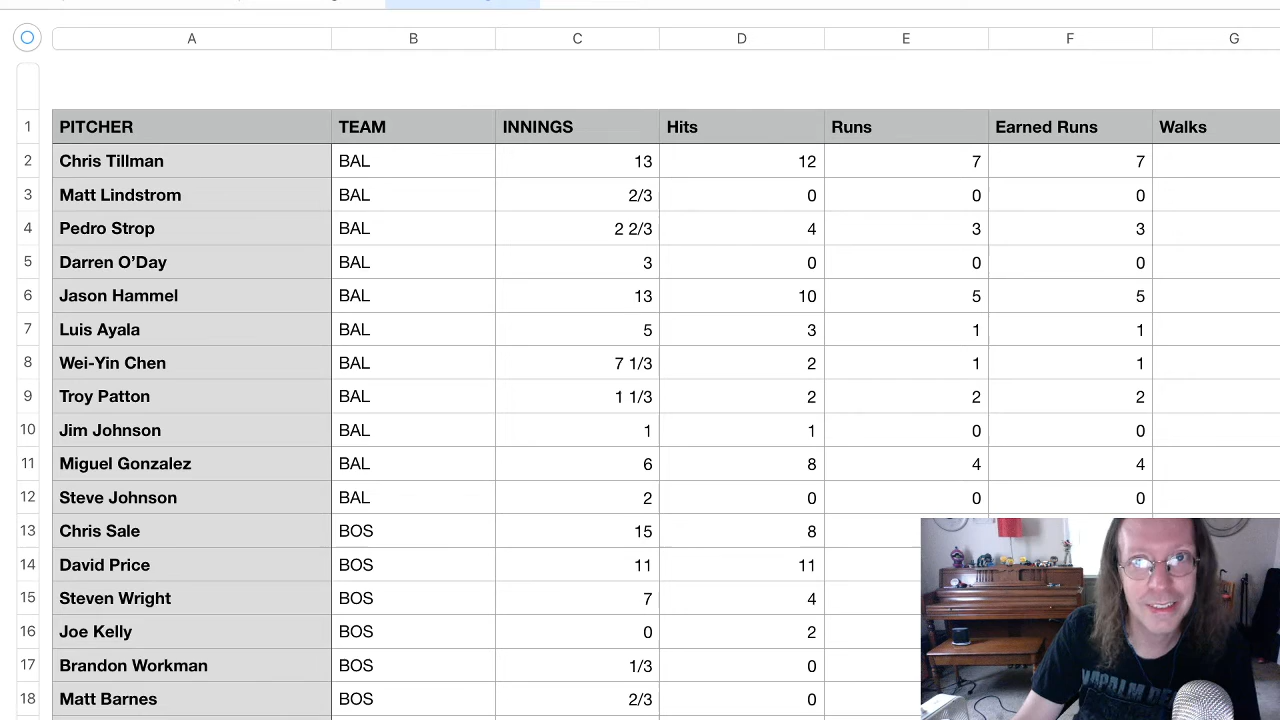 A B C D E F G
1 PITCHER TEAM INNINGS Hits Runs Earned Runs Walks
2 Chris Tillman BAL 13 12 7 7
3 Matt Lindstrom BAL 2/3 0 0 0
4 Pedro Strop BAL 2 2/3 4 3 3
5 Darren O’Day BAL 3 0 0 0
6 Jason Hammel BAL 13 10 5 5
7 Luis Ayala BAL 5 3 1 1
8 Wei-Yin Chen BAL 7 1/3 2 1 1
9 Troy Patton BAL 1 1/3 2 2 2
10 Jim Johnson BAL 1 1 0 0
11 Miguel Gonzalez BAL 6 8 4 4
12 Steve Johnson BAL 2 0 0 0
13 Chris Sale BOS 15 8
14 David Price BOS 11 11
15 Steven Wright BOS 7 4
16 Joe Kelly BOS 0 2
17 Brandon Workman BOS 1/3 0
18 Matt Barnes BOS 2/3 0